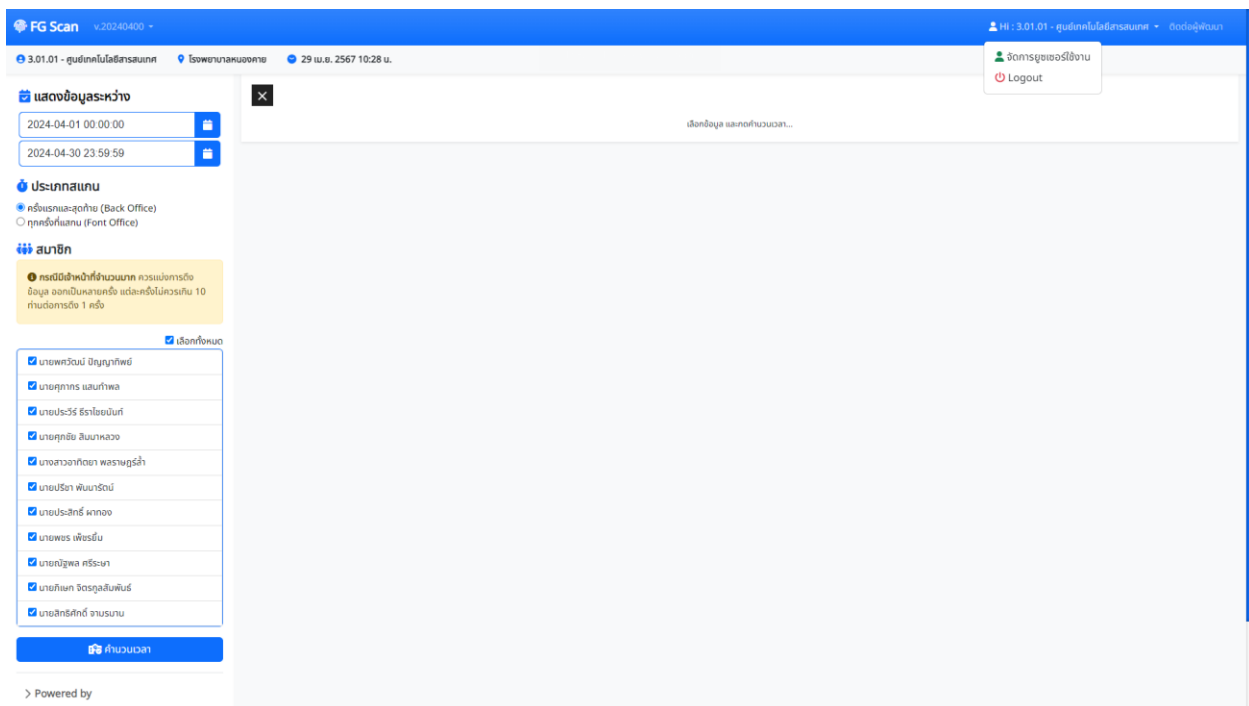 FG Scan v.20240400
Hi : 3.01.01 - ศูนย์เทคโนโลยีสารสนเทศ ติดต่อผู้พัฒนา
3.01.01 - ศูนย์เทคโนโลยีสารสนเทศ โรงพยาบาลหนองคาย 29 เม.ย. 2567 10:28 น.
จัดการยูซเซอร์ใช้งาน
Logout
แสดงข้อมูลระหว่าง
2024-04-01 00:00:00
2024-04-30 23:59:59
เลือกข้อมูล และกดคำนวนเวลา...
ประเภทสแกน
ครั้งแรกและสุดท้าย (Back Office)
ทุกครั้งที่แสกน (Font Office)
สมาชิก
กรณีมีเจ้าหน้าที่จำนวนมาก ควรแบ่งการดึง
ข้อมูล ออกเป็นหลายครั้ง แต่ละครั้งไม่ควรเกิน 10
ท่านต่อการดึง 1 ครั้ง
เลือกทั้งหมด
นายพศวัฒน์ ปัญญาทิพย์
นายศุภากร แสนกำพล
นายประวีร์ ธีราไชยนันท์
นายศุภชัย สิมมาหลวง
นางสาวอาทิตยา พลราษฎร์ล้ำ
นายปรีชา พันนารัตน์
นายประสิทธิ์ ผากอง
นายพชร เพ็ชรยิ้ม
นายณัฐพล ศรีระษา
นายภิเษก จิตรกูลสัมพันธ์
นายสิทธิศักดิ์ จามรมาน
คำนวนเวลา
Powered by